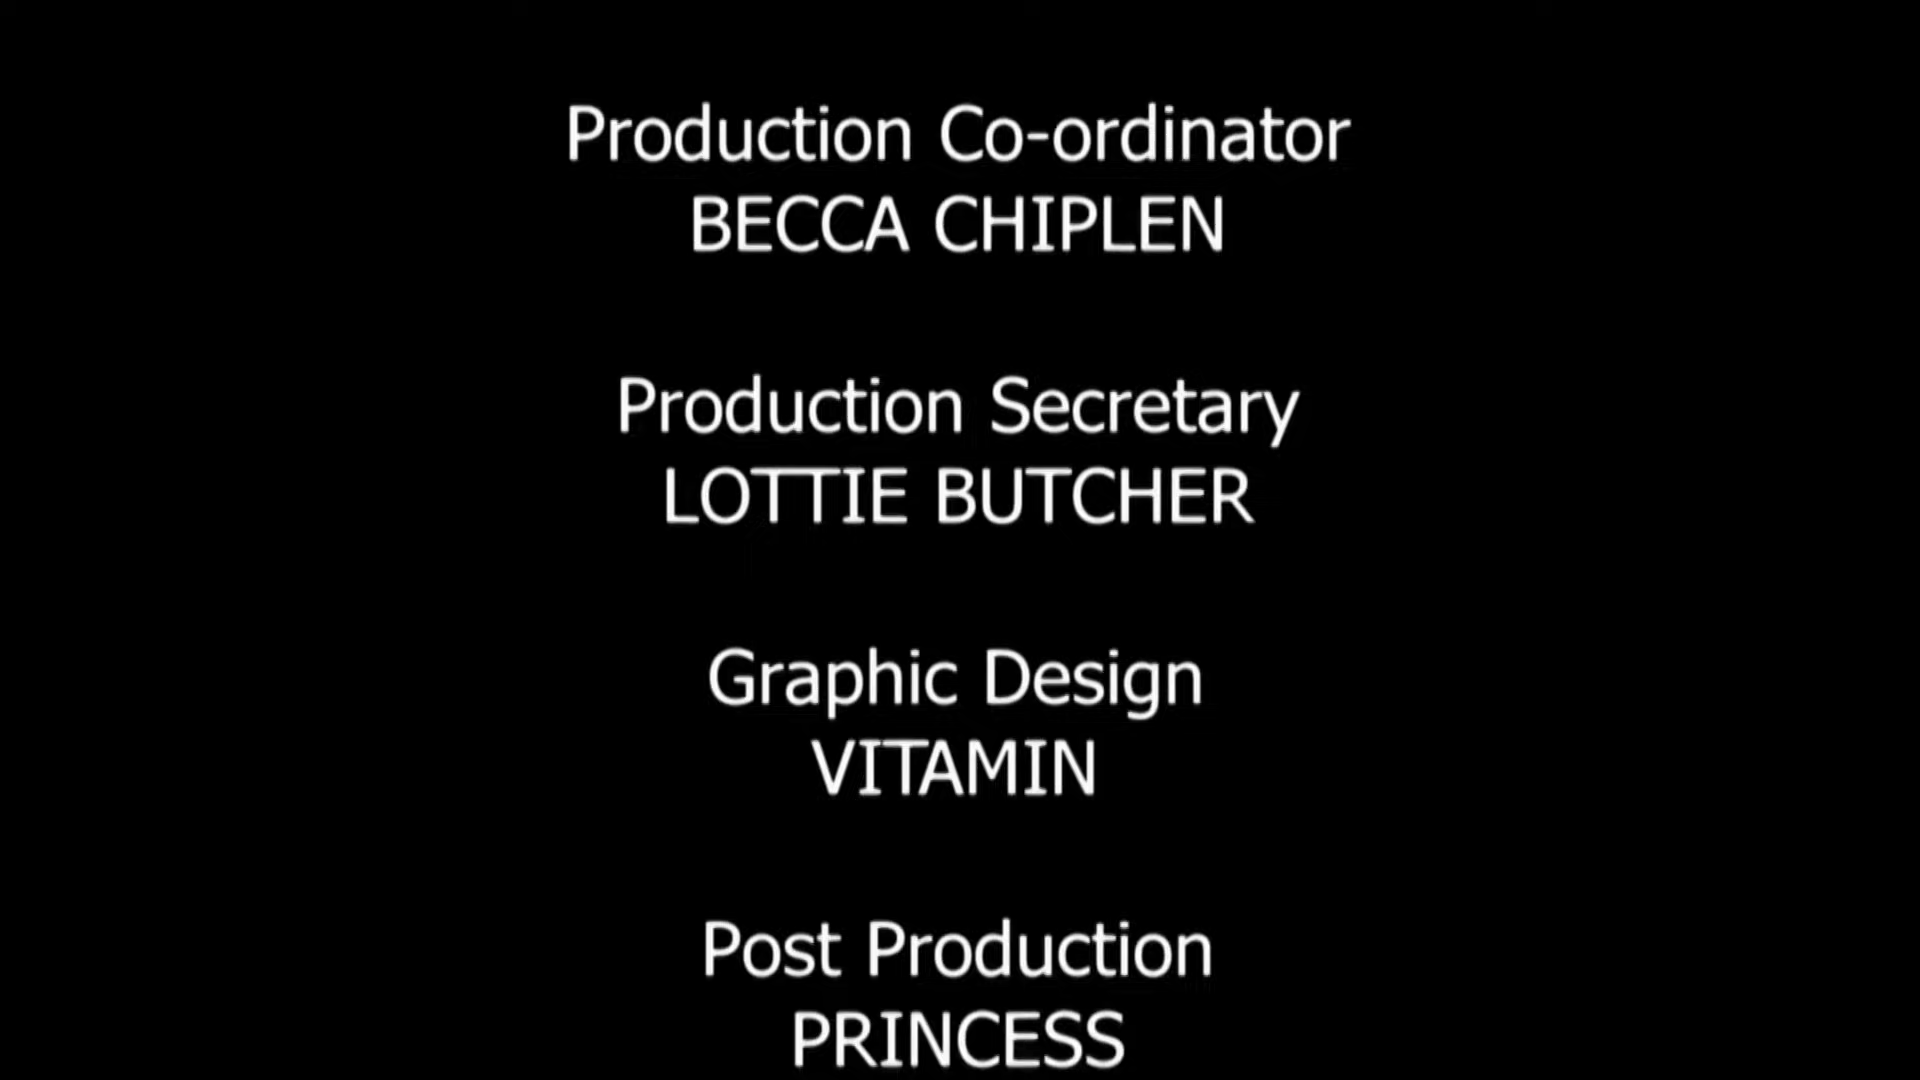 Production Co-ordinator
BECCA CHIPLEN
Production Secretary
LOTTIE BUTCHER
Graphic Design
VITAMIN
Post Production
PRINCESS